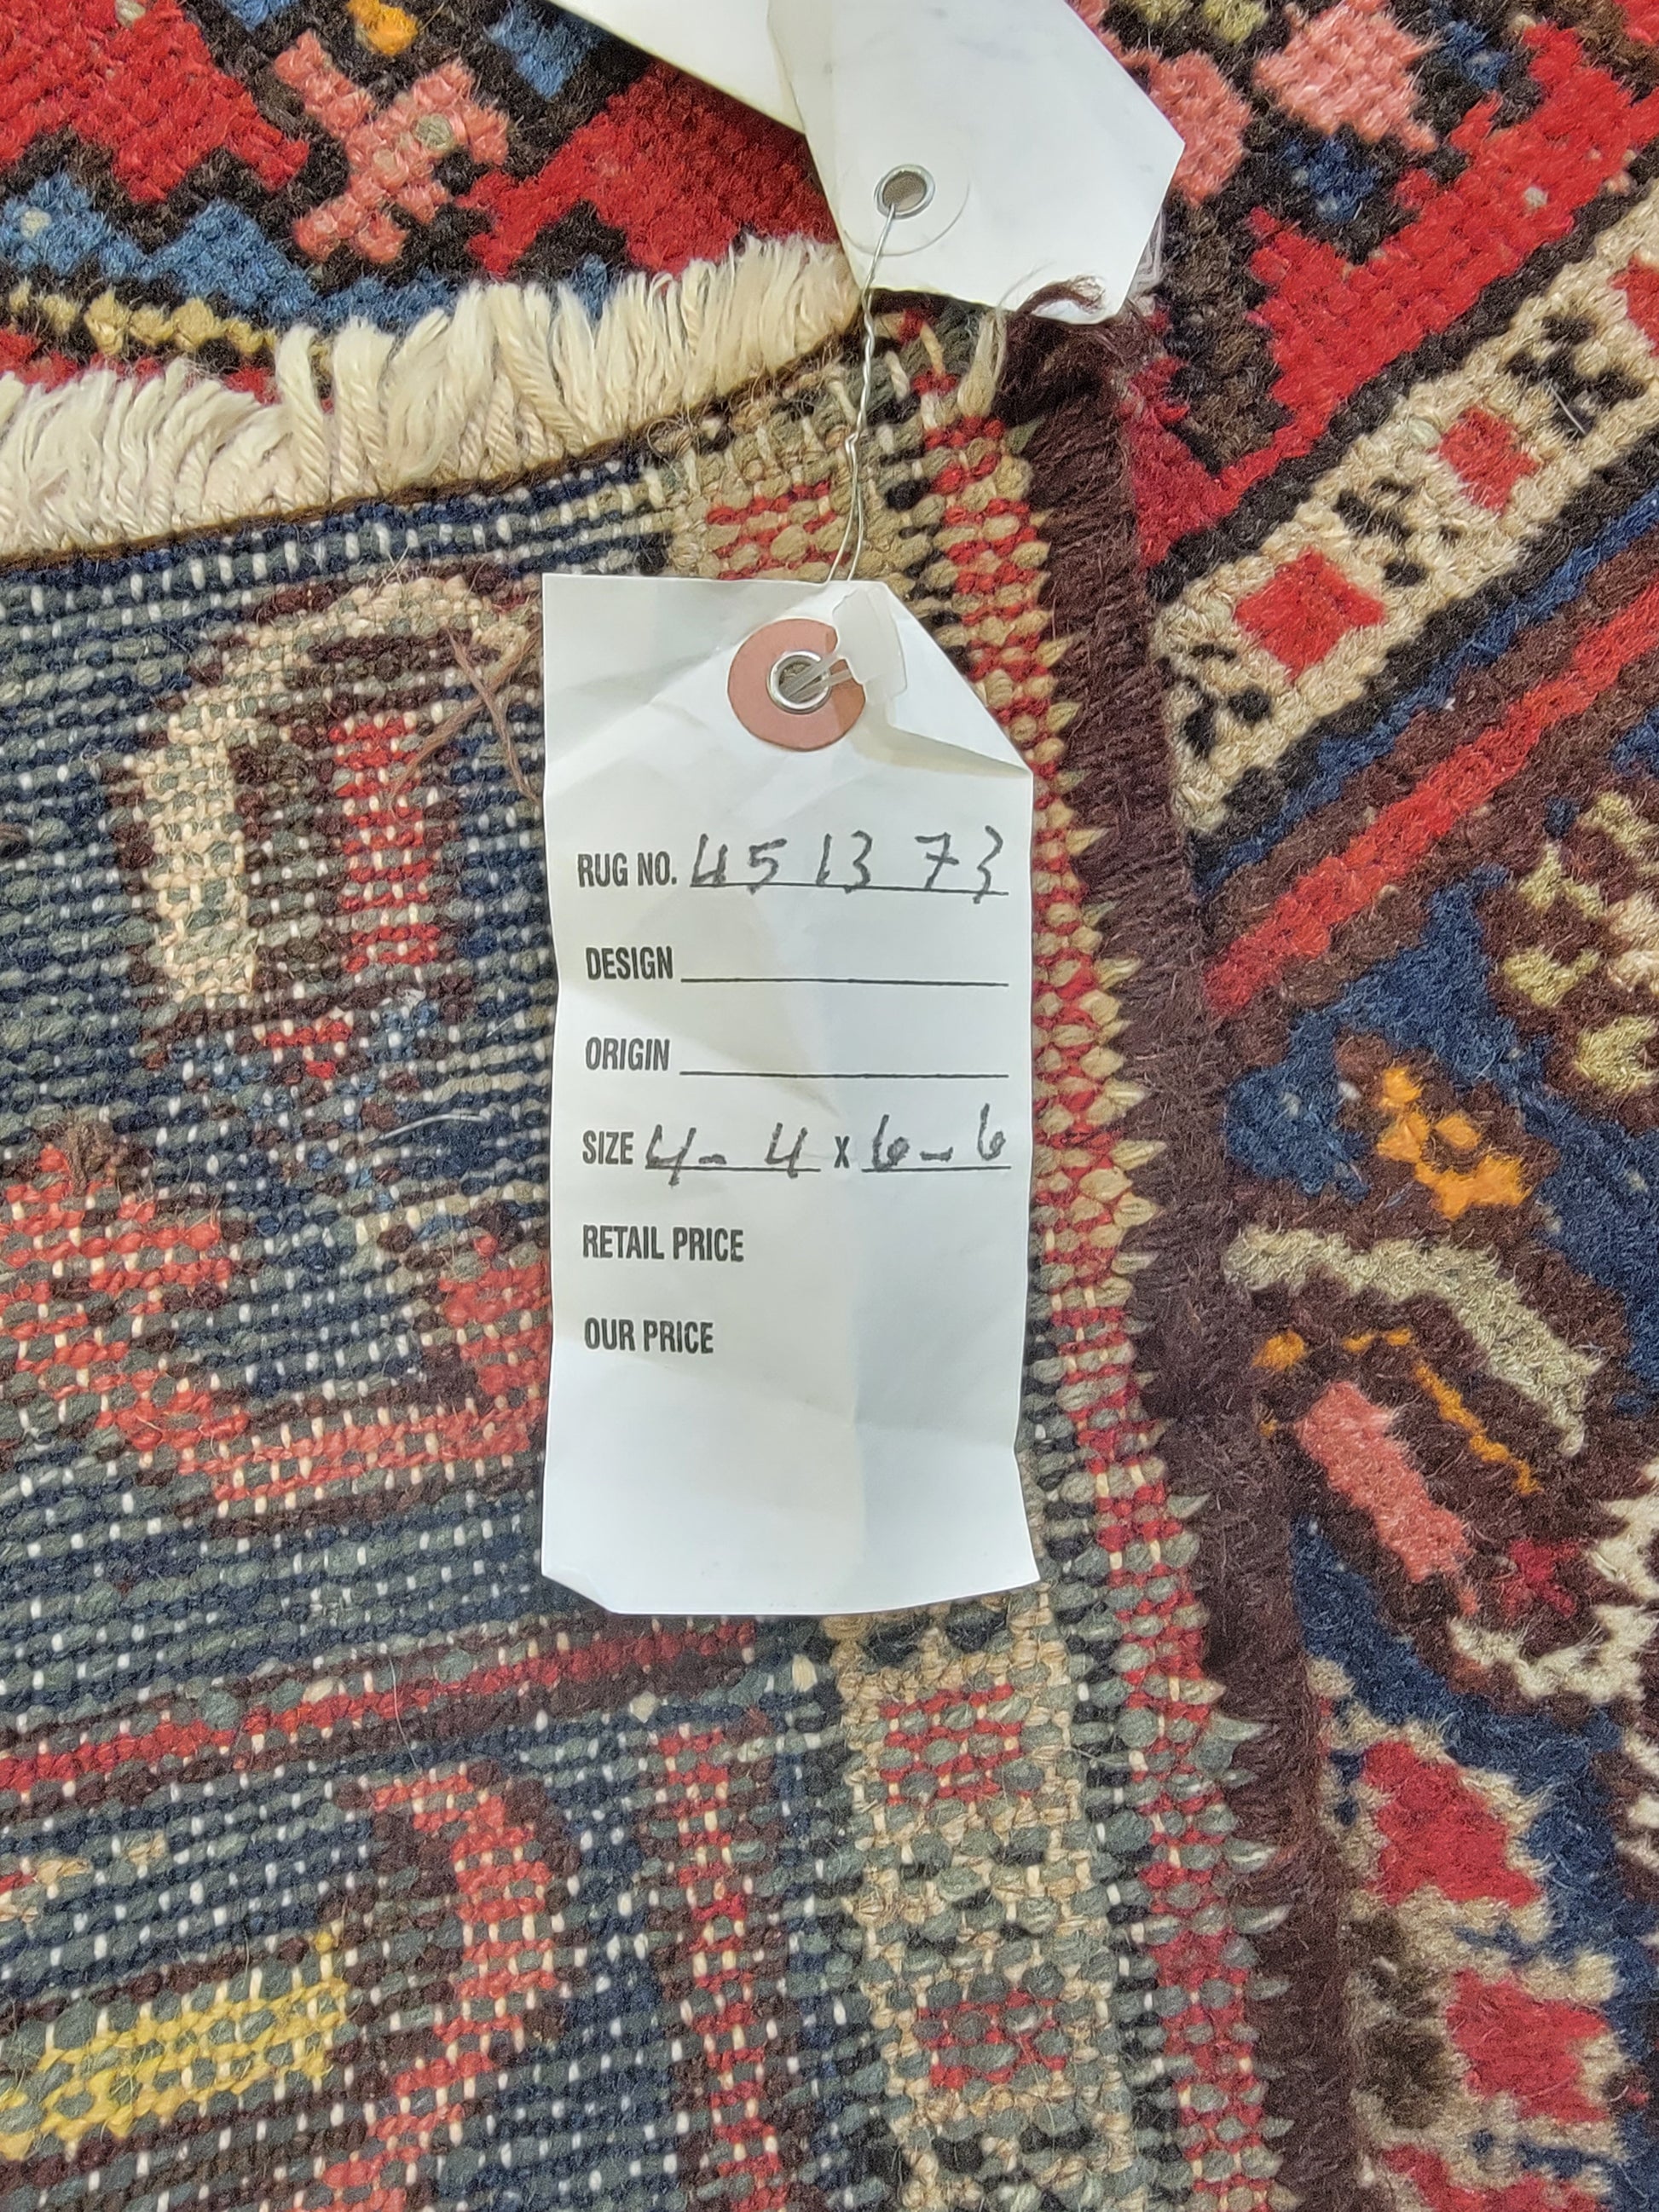 RUG NO. 451373
DESIGN
ORIGIN
SIZE 4-4 x 6-6
RETAIL PRICE
OUR PRICE